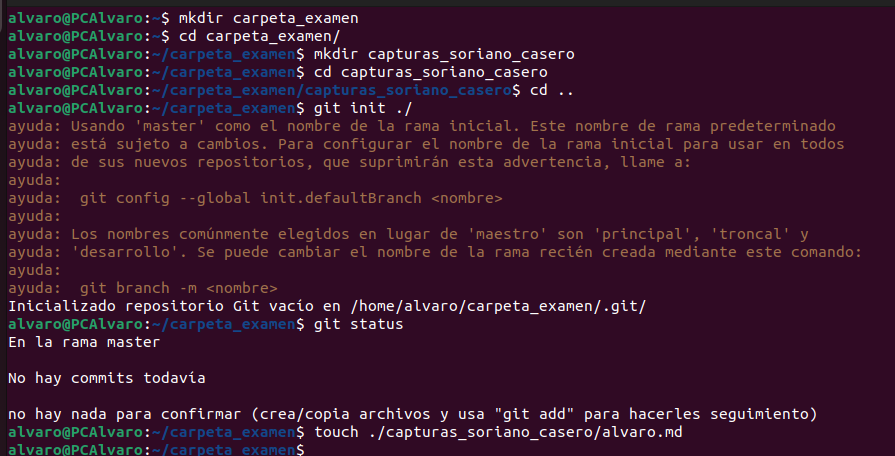 alvaro@PCAlvaro:~$ mkdir carpeta_examen
alvaro@PCAlvaro:~$ cd carpeta_examen/
alvaro@PCAlvaro:~/carpeta_examen$ mkdir capturas_soriano_casero
alvaro@PCAlvaro:~/carpeta_examen$ cd capturas_soriano_casero
alvaro@PCAlvaro:~/carpeta_examen/capturas_soriano_casero$ cd ..
alvaro@PCAlvaro:~/carpeta_examen$ git init ./
ayuda: Usando 'master' como el nombre de la rama inicial. Este nombre de rama predeterminado
ayuda: está sujeto a cambios. Para configurar el nombre de la rama inicial para usar en todos
ayuda: de sus nuevos repositorios, que suprimirán esta advertencia, llame a:
ayuda:
ayuda:  git config --global init.defaultBranch <nombre>
ayuda:
ayuda: Los nombres comúnmente elegidos en lugar de 'maestro' son 'principal', 'troncal' y
ayuda: 'desarrollo'. Se puede cambiar el nombre de la rama recién creada mediante este comando:
ayuda:
ayuda:  git branch -m <nombre>
Inicializado repositorio Git vacío en /home/alvaro/carpeta_examen/.git/
alvaro@PCAlvaro:~/carpeta_examen$ git status
En la rama master

No hay commits todavía

no hay nada para confirmar (crea/copia archivos y usa "git add" para hacerles seguimiento)
alvaro@PCAlvaro:~/carpeta_examen$ touch ./capturas_soriano_casero/alvaro.md
alvaro@PCAlvaro:~/carpeta_examen$